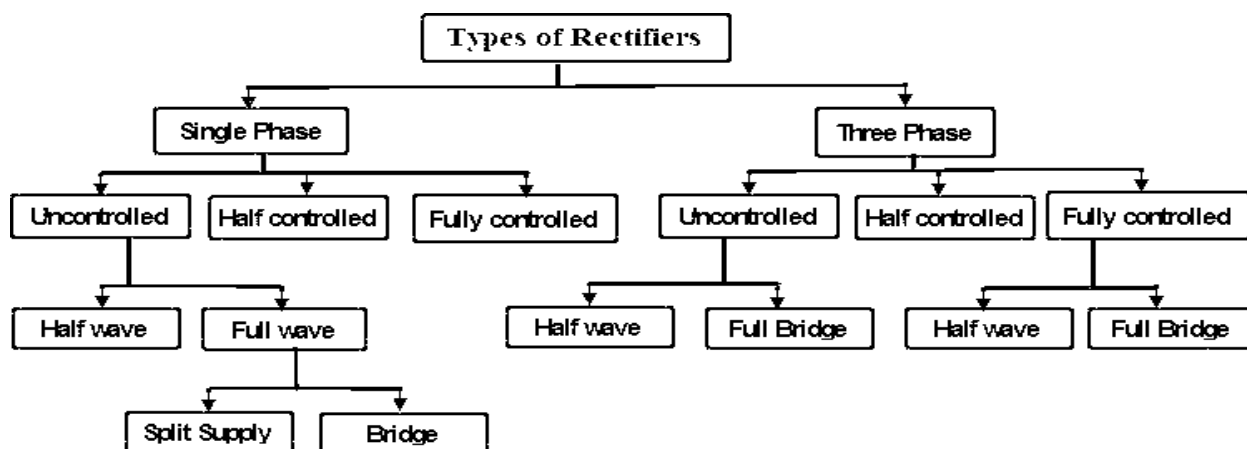 Types of Rectifiers
Single Phase
Three Phase
Uncontrolled
Half controlled
Fully controlled
Uncontrolled
Half controlled
Fully controlled
Half wave
Full wave
Half wave
Full Bridge
Half wave
Full Bridge
Split Supply
Bridge